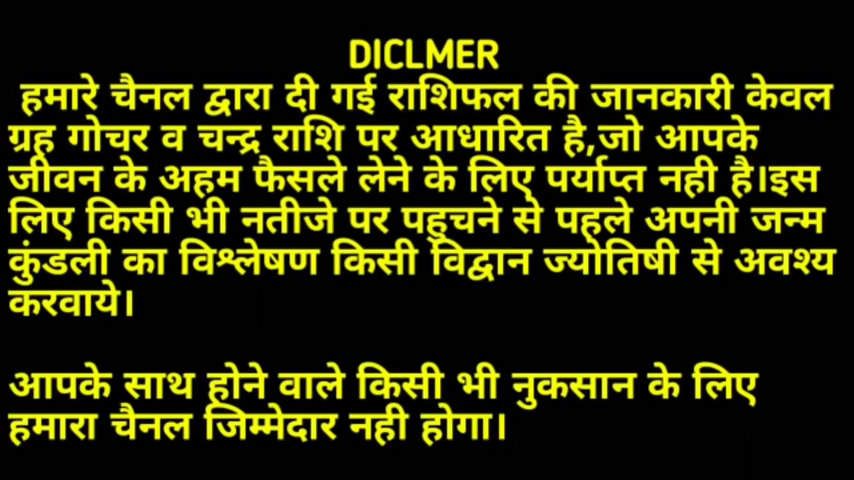 DICLMER
हमारे चैनल द्वारा दी गई राशिफल की जानकारी केवल
ग्रह गोचर व चन्द्र राशि पर आधारित है,जो आपके
जीवन के अहम फैसले लेने के लिए पर्याप्त नही है।इस
लिए किसी भी नतीजे पर पहुचने से पहले अपनी जन्म
कुंडली का विश्लेषण किसी विद्वान ज्योतिषी से अवश्य
करवाये।
आपके साथ होने वाले किसी भी नुकसान के लिए
हमारा चैनल जिम्मेदार नही होगा।